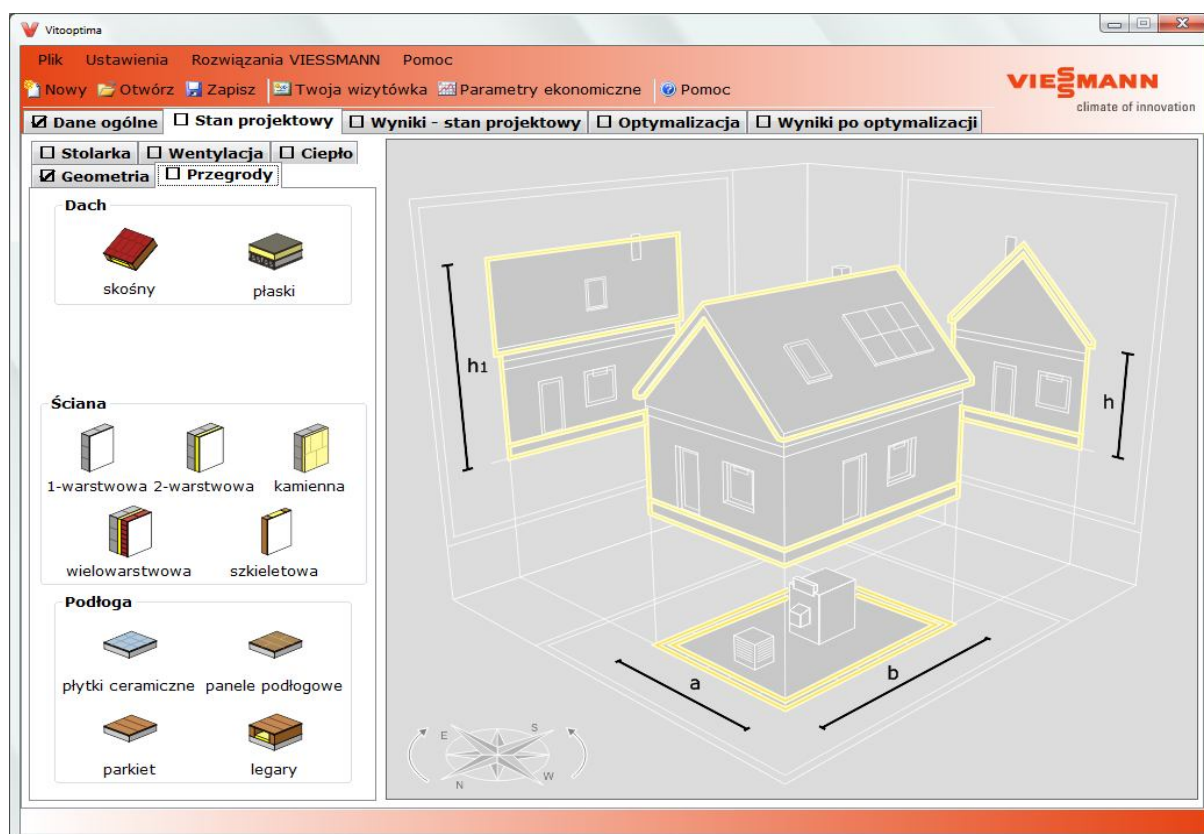 Vitooptima
Plik Ustawienia Rozwiązania VIESSMANN Pomoc
Nowy Otwórz Zapisz Twoja wizytówka Parametry ekonomiczne Pomoc
VIESSMANN
climate of innovation
Dane ogólne Stan projektowy Wyniki - stan projektowy Optymalizacja Wyniki po optymalizacji
Stolarka Wentylacja Ciepło
Geometria Przegrody
Dach
skośny płaski
Ściana
1-warstwowa 2-warstwowa kamienna
wielowarstwowa szkieletowa
Podłoga
płytki ceramiczne panele podłogowe
parkiet legary
h1
h
a
b
E
S
N
W